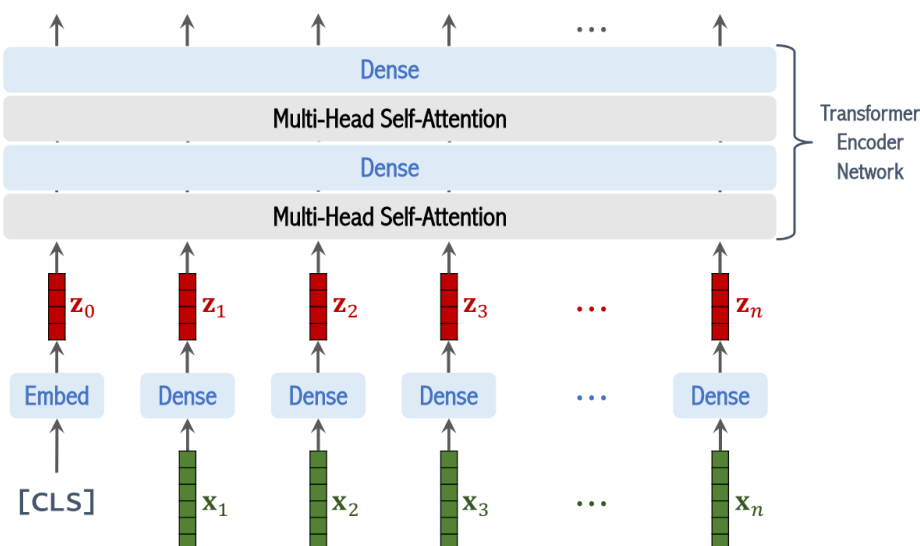 ...
Dense
Multi-Head Self-Attention
Dense
Multi-Head Self-Attention
Transformer
Encoder
Network
z₀ z₁ z₂ z₃ ... zₙ
Embed Dense Dense Dense ... Dense
[CLS] x₁ x₂ x₃ ... xₙ